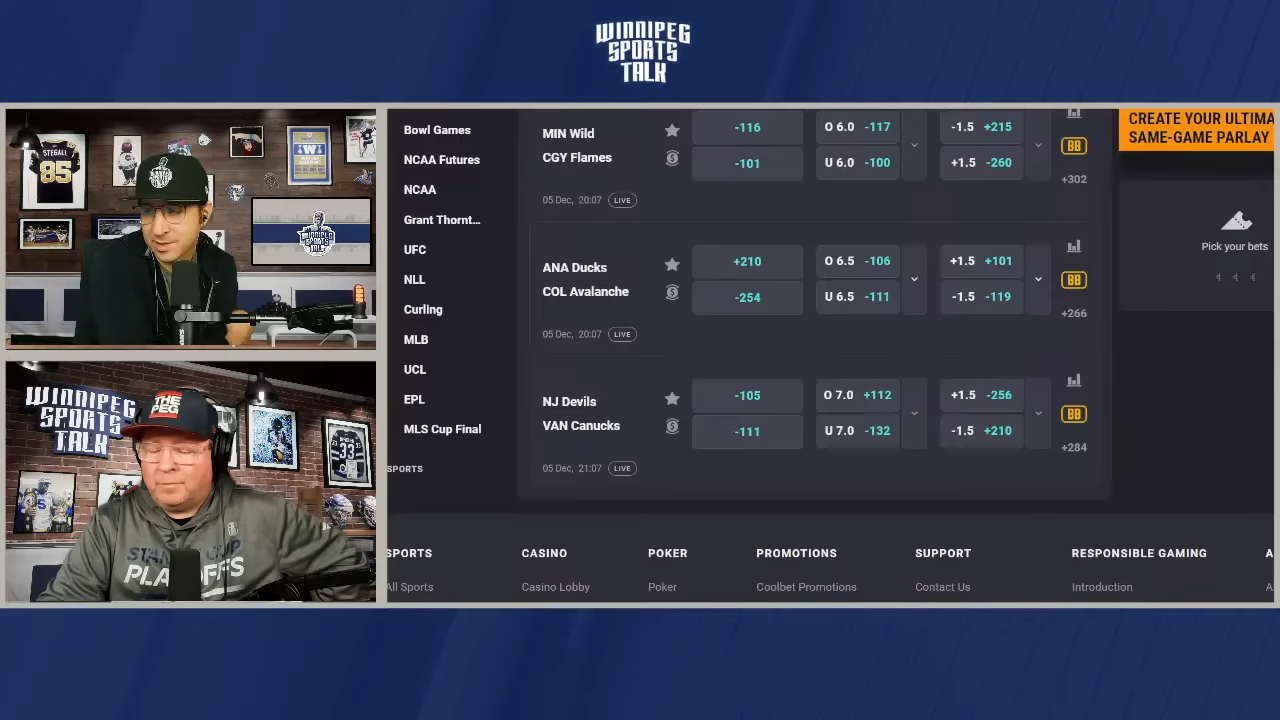 WINNIPEG
SPORTS
TALK
STEGALL
85
W
WINNIPEG
SPORTS
TALK
THE
PEG
33
STANLEY CUP
PLAYOFFS
Bowl Games
NCAA Futures
NCAA
Grant Thornt...
UFC
NLL
Curling
MLB
UCL
EPL
MLS Cup Final
SPORTS
MIN Wild
CGY Flames
-116
-101
O 6.0 -117
U 6.0 -100
-1.5 +215
+1.5 -260
BB
+302
05 Dec, 20:07 LIVE
ANA Ducks
COL Avalanche
+210
-254
O 6.5 -106
U 6.5 -111
+1.5 +101
-1.5 -119
BB
+266
05 Dec, 20:07 LIVE
NJ Devils
VAN Canucks
-105
-111
O 7.0 +112
U 7.0 -132
+1.5 -256
-1.5 +210
BB
+284
05 Dec, 21:07 LIVE
CREATE YOUR ULTIMA
SAME-GAME PARLAY
Pick your bets
SPORTS CASINO POKER PROMOTIONS SUPPORT RESPONSIBLE GAMING A
All Sports Casino Lobby Poker Coolbet Promotions Contact Us Introduction A